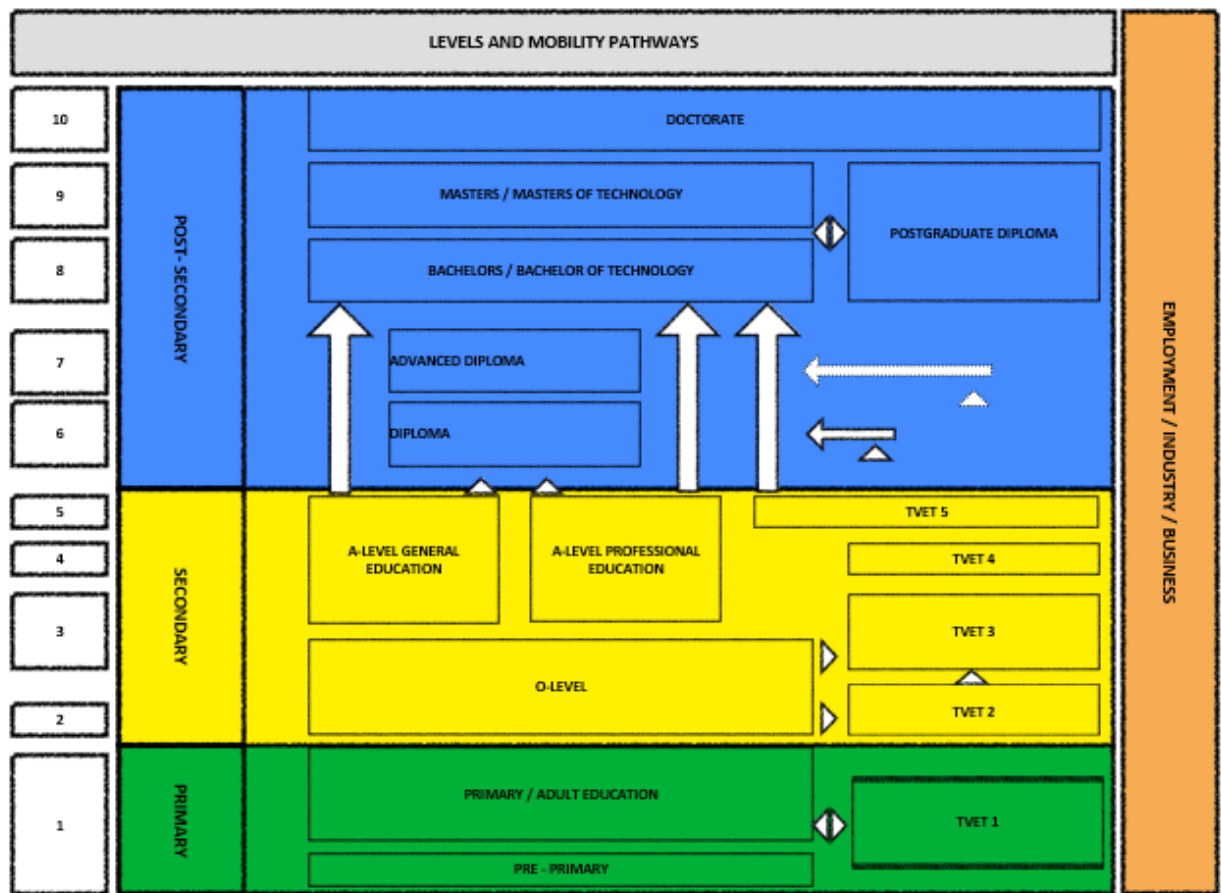 LEVELS AND MOBILITY PATHWAYS
EMPLOYMENT / INDUSTRY / BUSINESS
10
POST- SECONDARY
DOCTORATE
9
MASTERS / MASTERS OF TECHNOLOGY
POSTGRADUATE DIPLOMA
8
BACHELORS / BACHELOR OF TECHNOLOGY
7
ADVANCED DIPLOMA
6
DIPLOMA
5
SECONDARY
A-LEVEL GENERAL
EDUCATION
A-LEVEL PROFESSIONAL
EDUCATION
TVET 5
4
TVET 4
3
TVET 3
O-LEVEL
2
TVET 2
1
PRIMARY
PRIMARY / ADULT EDUCATION
TVET 1
PRE - PRIMARY